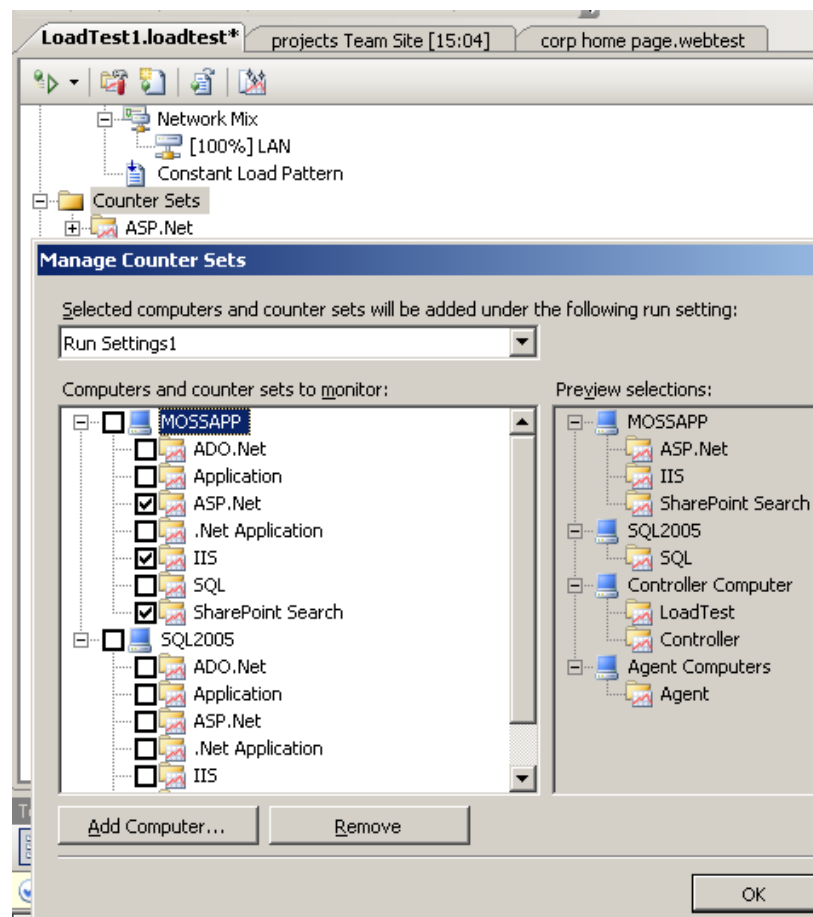 LoadTest1.loadtest* projects Team Site [15:04] corp home page.webtest
Network Mix
[100%] LAN
Constant Load Pattern
Counter Sets
ASP.Net
Manage Counter Sets
Selected computers and counter sets will be added under the following run setting:
Run Settings1
Computers and counter sets to monitor:
MOSSAPP
ADO.Net
Application
ASP.Net
.Net Application
IIS
SQL
SharePoint Search
SQL2005
ADO.Net
Application
ASP.Net
.Net Application
IIS
Preview selections:
MOSSAPP
ASP.Net
IIS
SharePoint Search
SQL2005
SQL
Controller Computer
LoadTest
Controller
Agent Computers
Agent
Add Computer... Remove
OK